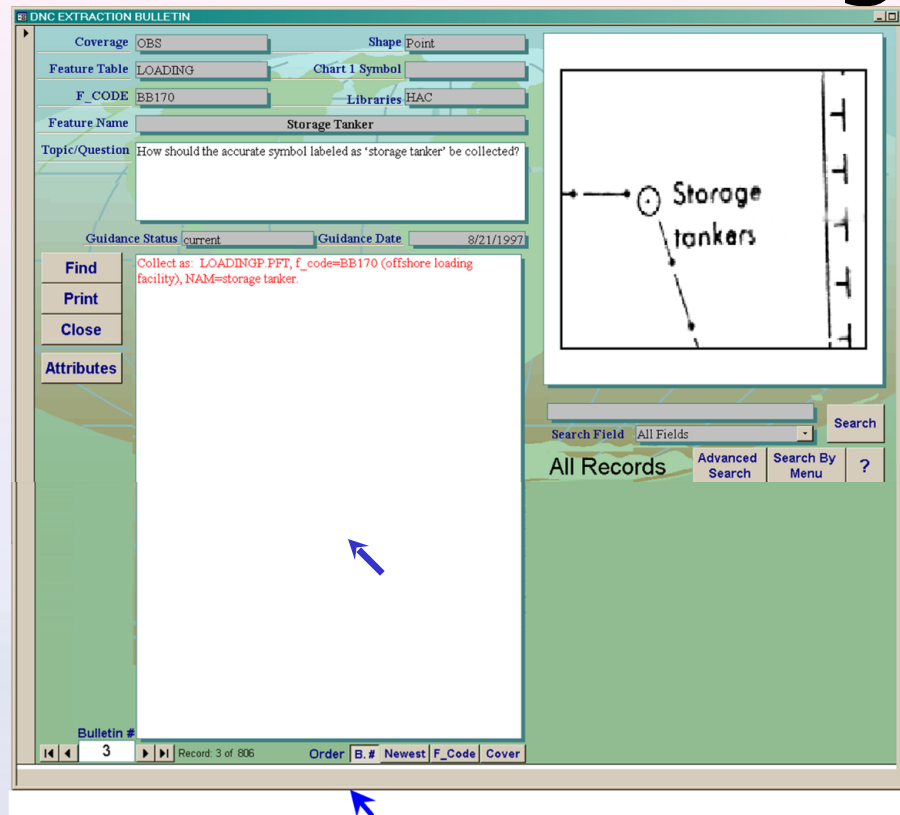 DNC EXTRACTION BULLETIN
Coverage OBS Shape Point
Feature Table LOADING Chart 1 Symbol
F_CODE BB170 Libraries HAC
Feature Name Storage Tanker
Topic/Question How should the accurate symbol labeled as ‘storage tanker’ be collected?
Guidance Status current Guidance Date 8/21/1997
Find
Print
Close
Attributes
Collect as: LOADINGP.PFT, f_code=BB170 (offshore loading
facility), NAM=storage tanker.
Storage
tankers
Search
Search Field All Fields
All Records
Advanced
Search
Search By
Menu
?
Bulletin #
3 Record: 3 of 806 Order B.# Newest F_Code Cover